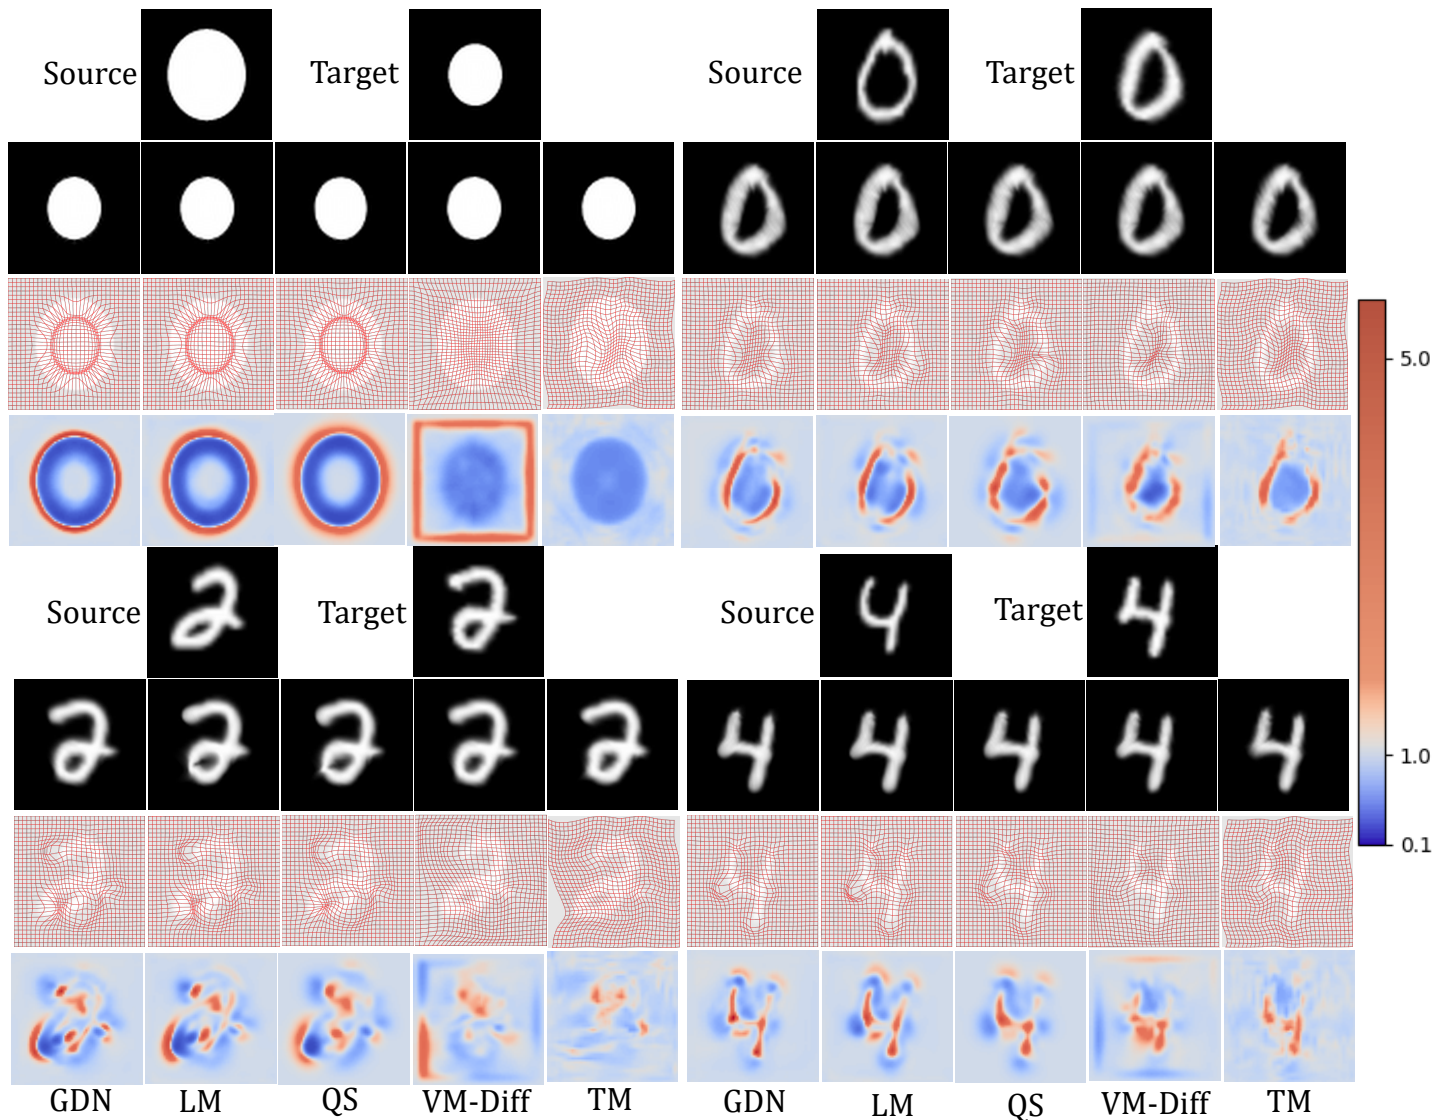 Source Target Source Target
5.0
1.0
0.1
Source Target Source Target
GDN LM QS VM-Diff TM GDN LM QS VM-Diff TM